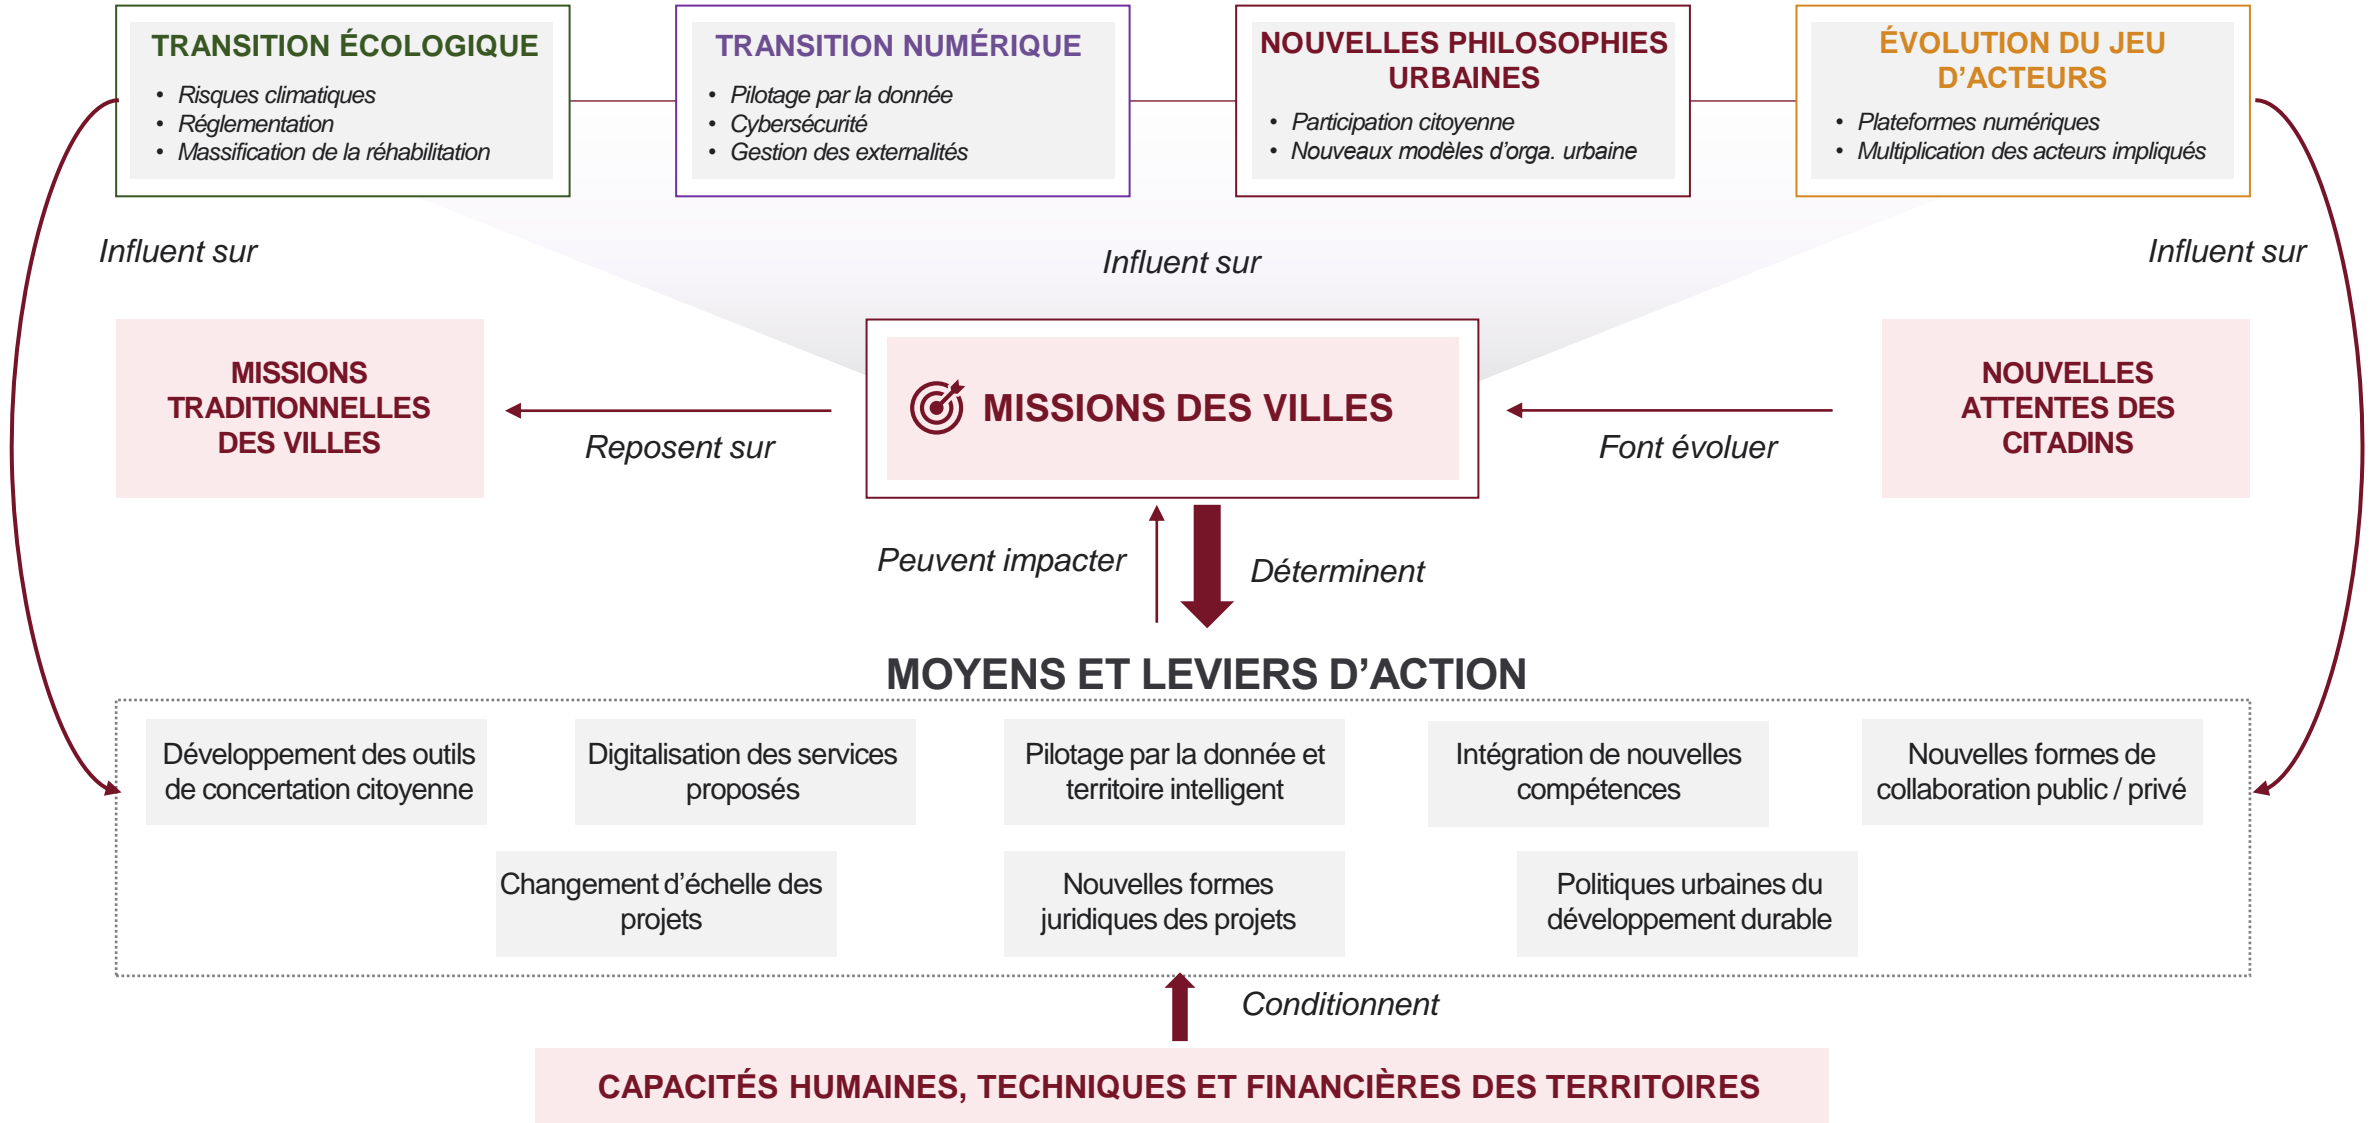 TRANSITION ÉCOLOGIQUE
• Risques climatiques
• Réglementation
• Massification de la réhabilitation
TRANSITION NUMÉRIQUE
• Pilotage par la donnée
• Cybersécurité
• Gestion des externalités
NOUVELLES PHILOSOPHIES
URBAINES
• Participation citoyenne
• Nouveaux modèles d’orga. urbaine
ÉVOLUTION DU JEU
D’ACTEURS
• Plateformes numériques
• Multiplication des acteurs impliqués
Influent sur
Influent sur
Influent sur
MISSIONS
TRADITIONNELLES
DES VILLES
Reposent sur
MISSIONS DES VILLES
Font évoluer
NOUVELLES
ATTENTES DES
CITADINS
Peuvent impacter
Déterminent
MOYENS ET LEVIERS D’ACTION
Développement des outils
de concertation citoyenne
Digitalisation des services
proposés
Pilotage par la donnée et
territoire intelligent
Intégration de nouvelles
compétences
Nouvelles formes de
collaboration public / privé
Changement d’échelle des
projets
Nouvelles formes
juridiques des projets
Politiques urbaines du
développement durable
Conditionnent
CAPACITÉS HUMAINES, TECHNIQUES ET FINANCIÈRES DES TERRITOIRES